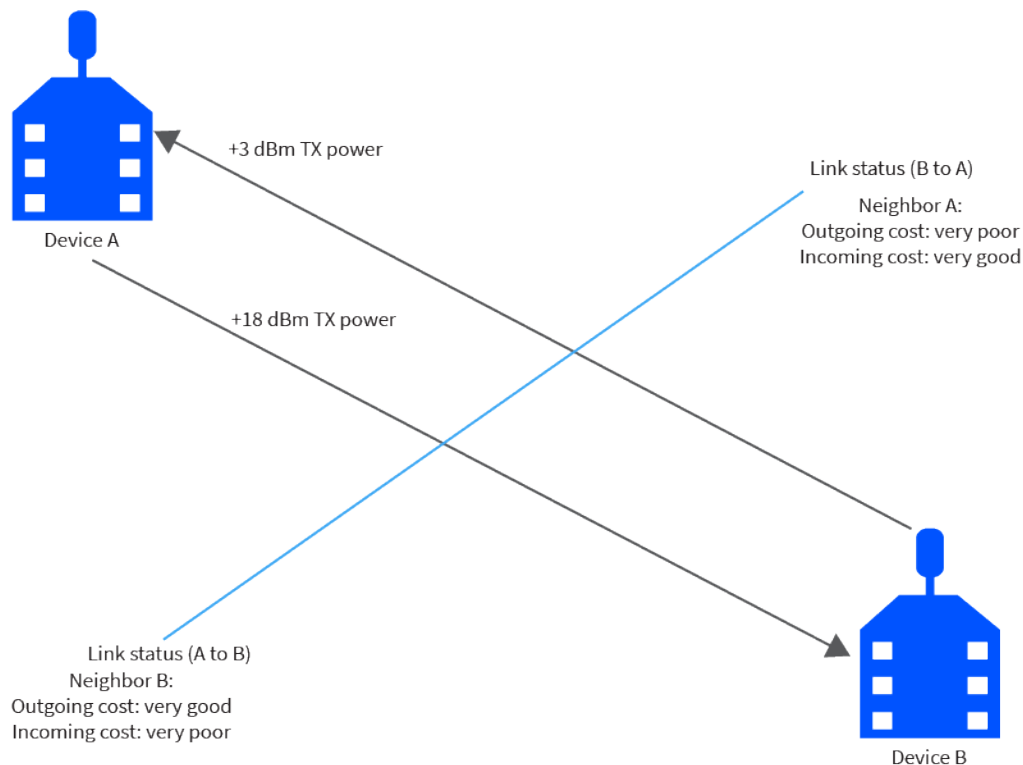 +3 dBm TX power
Link status (B to A)
Neighbor A:
Outgoing cost: very poor
Incoming cost: very good
Device A
+18 dBm TX power
Link status (A to B)
Neighbor B:
Outgoing cost: very good
Incoming cost: very poor
Device B